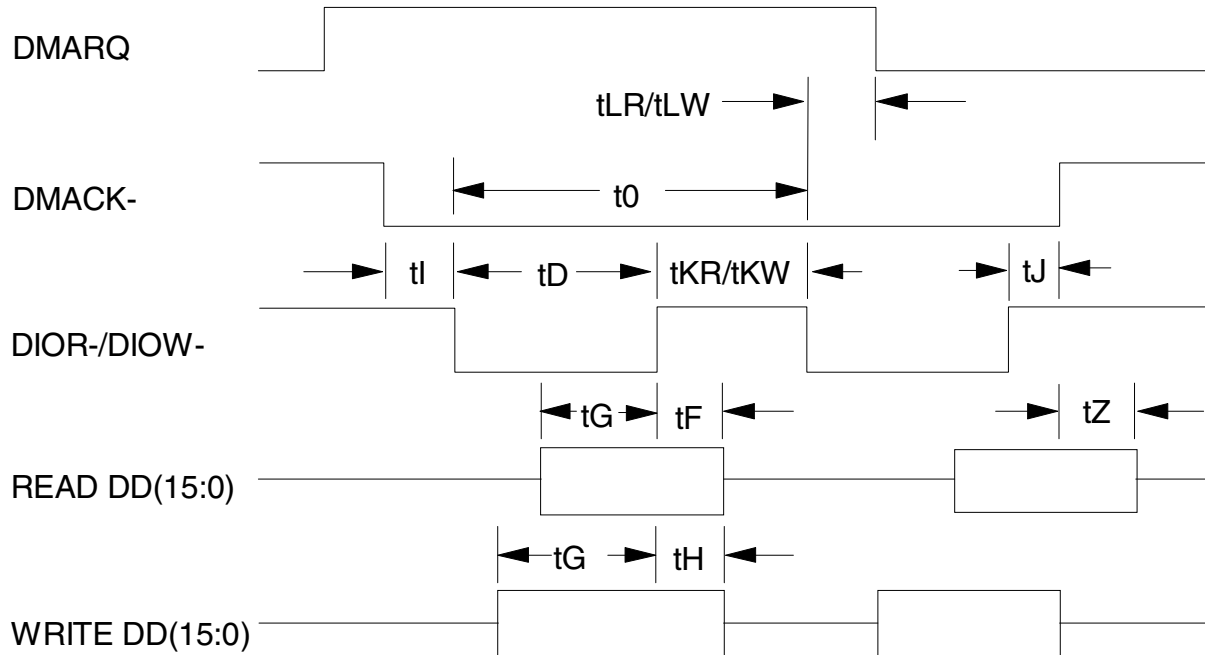 DMARQ
tLR/tLW
DMACK-
t0
tI
tD
tKR/tKW
tJ
DIOR-/DIOW-
tG
tF
tZ
READ DD(15:0)
tG
tH
WRITE DD(15:0)